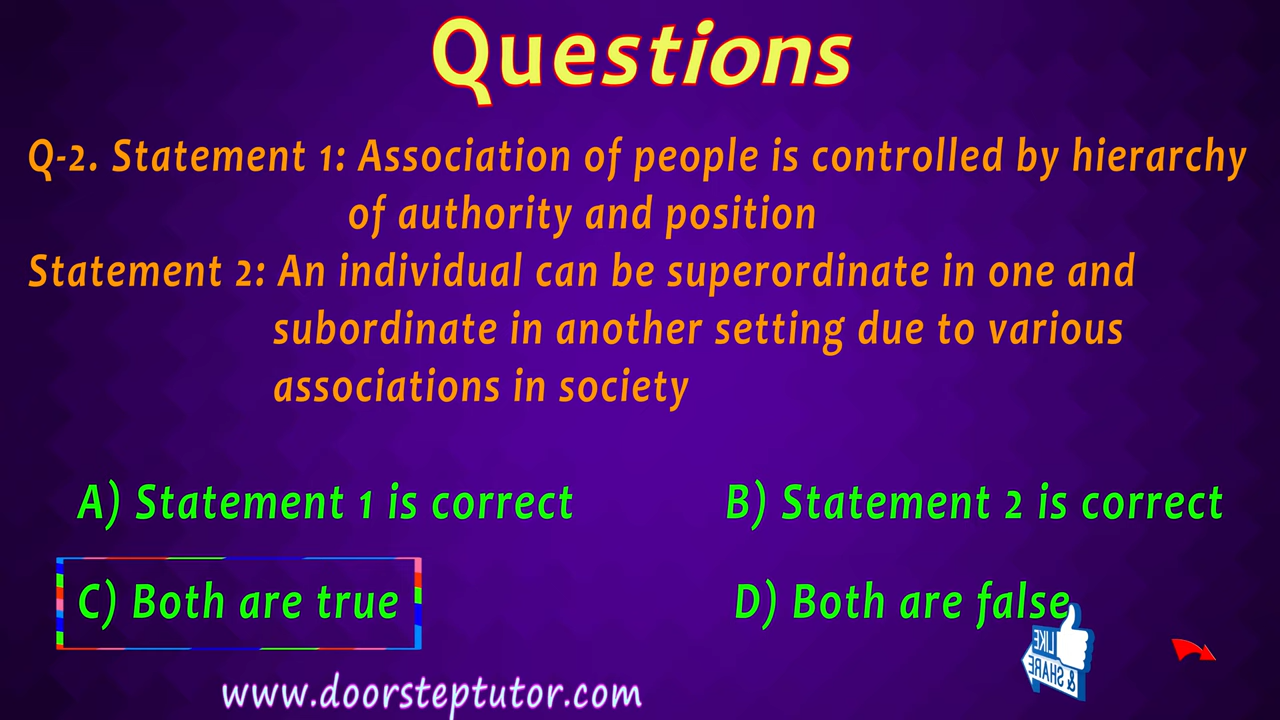 Questions
Q-2. Statement 1: Association of people is controlled by hierarchy
of authority and position
Statement 2: An individual can be superordinate in one and
subordinate in another setting due to various
associations in society
A) Statement 1 is correct
B) Statement 2 is correct
C) Both are true
D) Both are false
LIKE
& SHARE
www.doorsteptutor.com